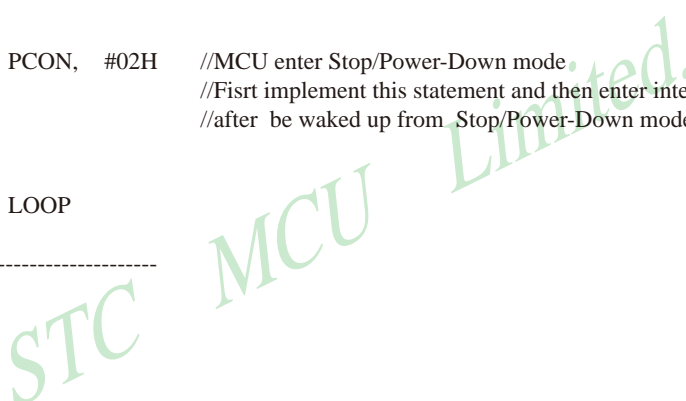 PCON, #02H //MCU enter Stop/Power-Down mode
//Fisrt implement this statement and then enter inte
//after be waked up from Stop/Power-Down mode
LOOP
--------------------
STC MCU Limited.